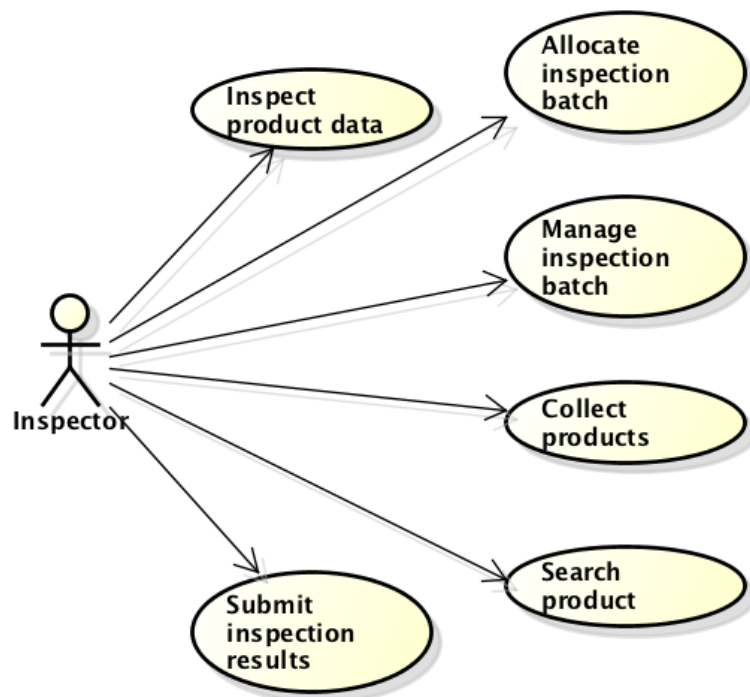 Allocate
inspection
batch
Inspect
product data
Manage
inspection
batch
Inspector
Collect
products
Search
product
Submit
inspection
results